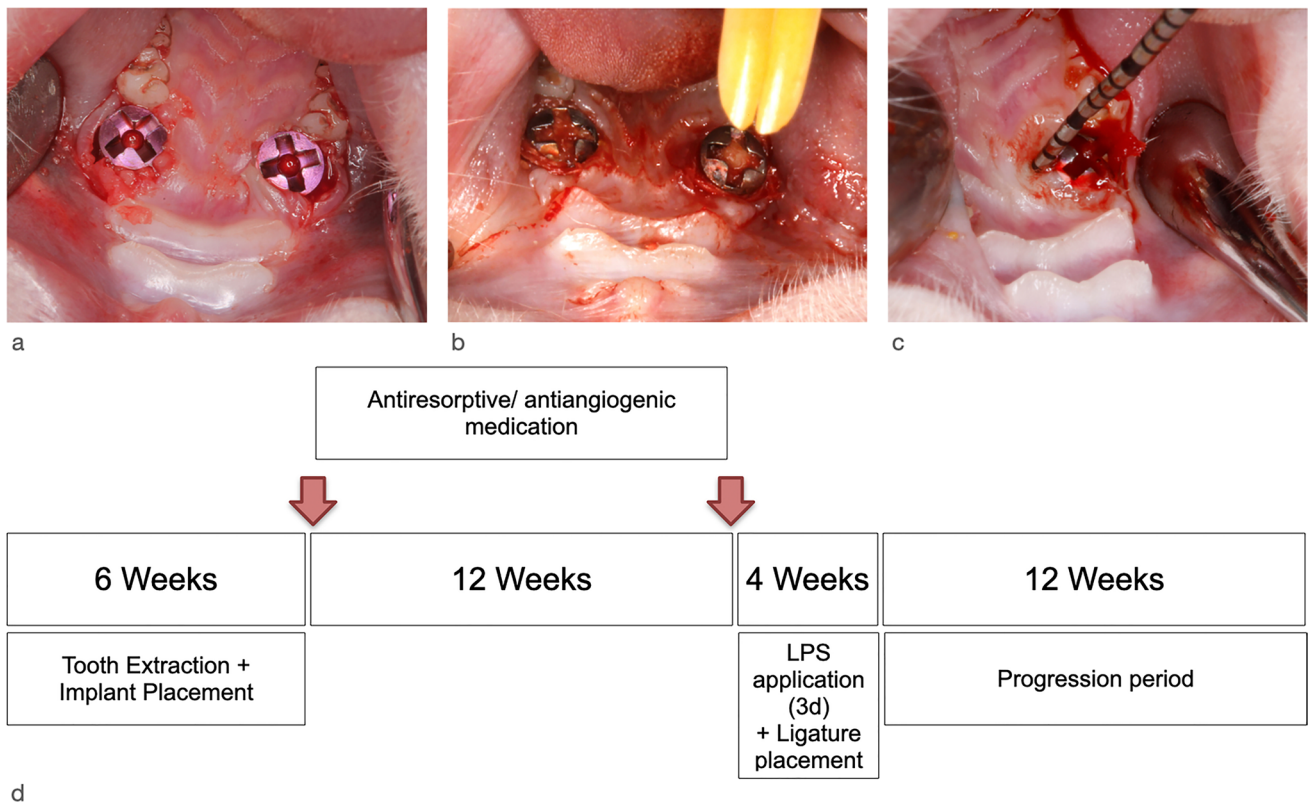 a
b
c
Antiresorptive/ antiangiogenic
medication
6 Weeks
12 Weeks
4 Weeks
12 Weeks
Tooth Extraction +
Implant Placement
LPS
application
(3d)
+ Ligature
placement
Progression period
d